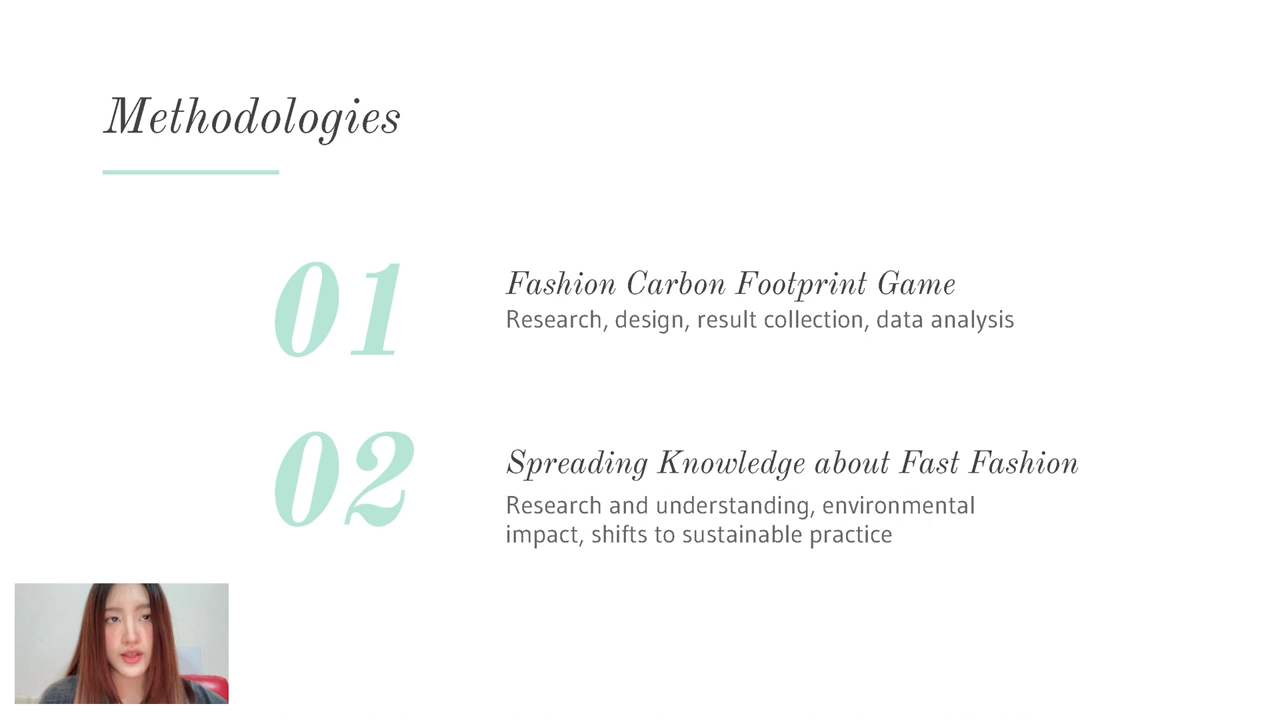 Methodologies
01
Fashion Carbon Footprint Game
Research, design, result collection, data analysis
02
Spreading Knowledge about Fast Fashion
Research and understanding, environmental
impact, shifts to sustainable practice